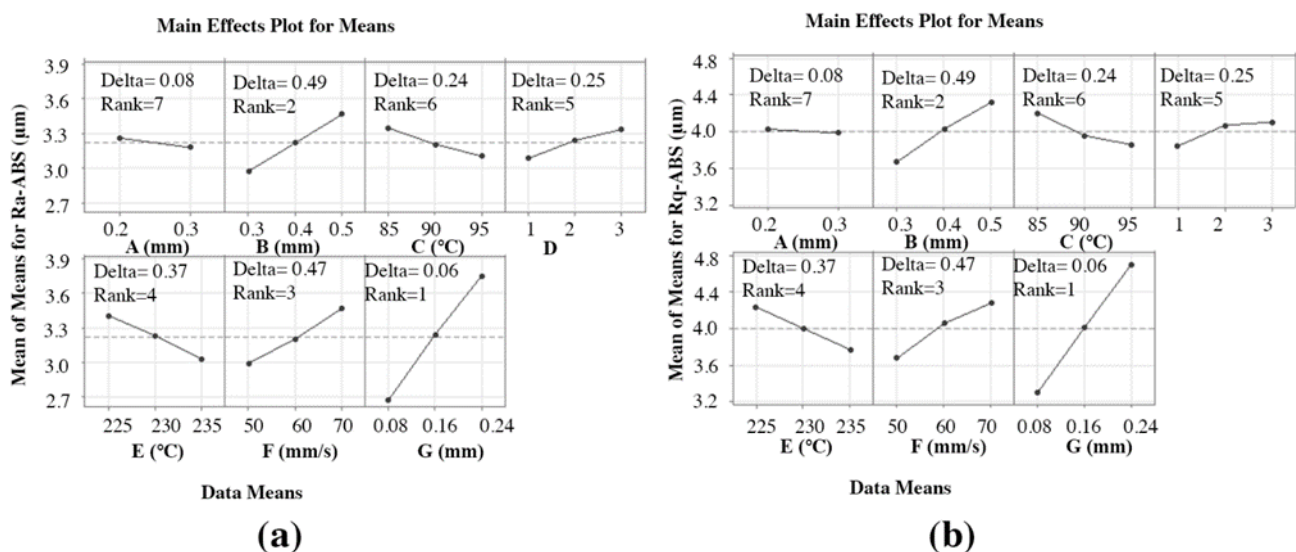 Main Effects Plot for Means
Mean of Means for Ra-ABS (µm)
3.9
3.6
3.3
3.0
2.7
Delta= 0.08
Rank=7
Delta= 0.49
Rank=2
Delta= 0.24
Rank=6
Delta= 0.25
Rank=5
0.2 0.3 0.3 0.4 0.5 85 90 95 1 2 3
A (mm) B (mm) C (°C) D
3.9
3.6
3.3
3.0
2.7
Delta= 0.37
Rank=4
Delta= 0.47
Rank=3
Delta= 0.06
Rank=1
225 230 235 50 60 70 0.08 0.16 0.24
E (°C) F (mm/s) G (mm)
Data Means
(a)
Main Effects Plot for Means
Mean of Means for Rq-ABS (µm)
4.8
4.4
4.0
3.6
3.2
Delta= 0.08
Rank=7
Delta= 0.49
Rank=2
Delta= 0.24
Rank=6
Delta= 0.25
Rank=5
0.2 0.3 0.3 0.4 0.5 85 90 95 1 2 3
A (mm) B (mm) C (°C)
4.8
4.4
4.0
3.6
3.2
Delta= 0.37
Rank=4
Delta= 0.47
Rank=3
Delta= 0.06
Rank=1
225 230 235 50 60 70 0.08 0.16 0.24
E (°C) F (mm/s) G (mm)
Data Means
(b)